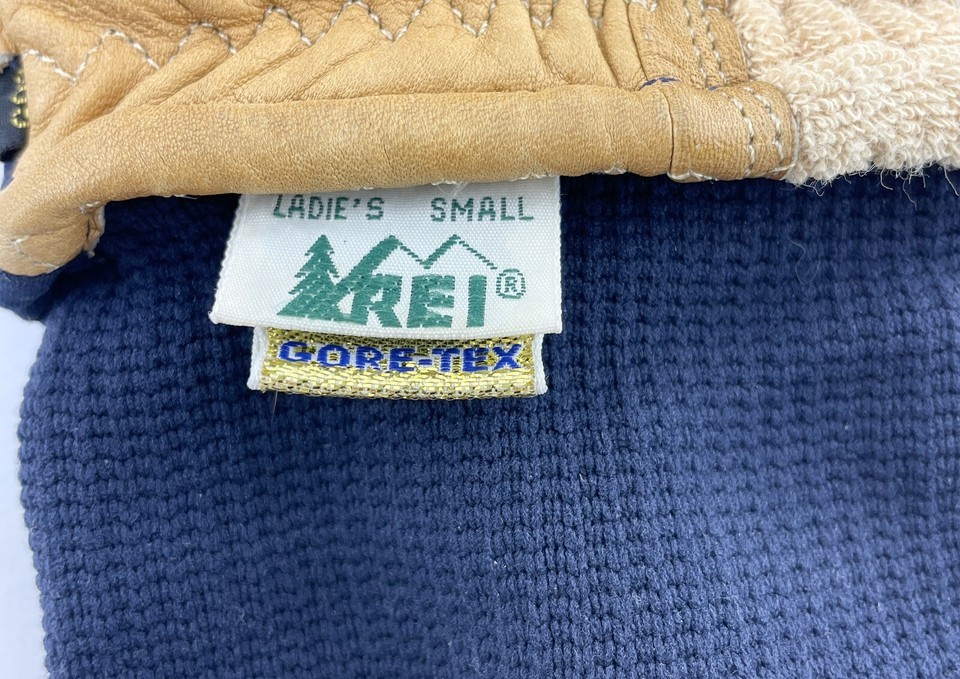 LADIE'S SMALL
REI®
GORE-TEX